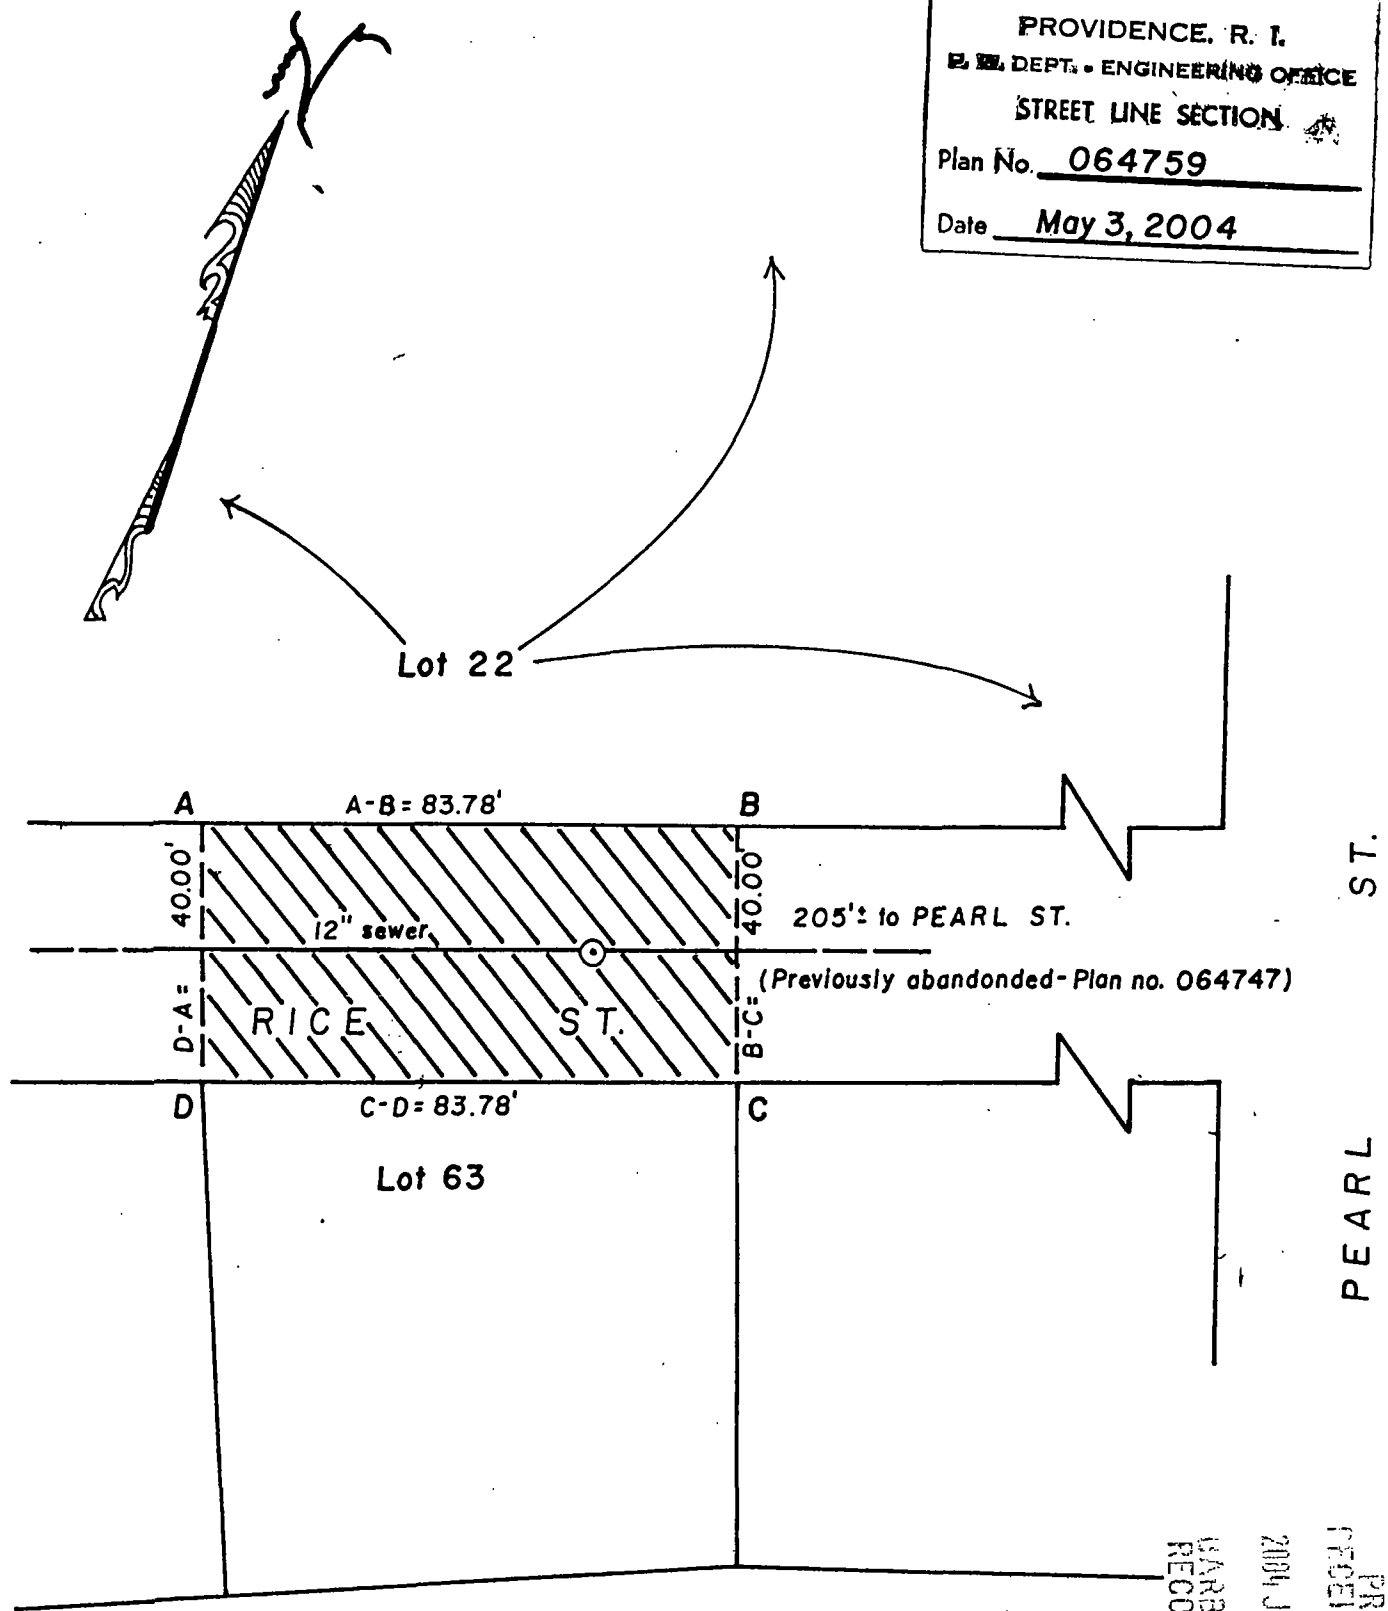 PROVIDENCE, R. I.
P. W. DEPT. - ENGINEERING OFFICE
STREET LINE SECTION
Plan No. 064759
Date May 3, 2004
Lot 22
A
A-B = 83.78'
B
40.00'
40.00'
12" sewer
205'± to PEARL ST.
(Previously abandonded-Plan no. 064747)
D-A =
RICE ST.
B-C=
D
C-D = 83.78'
C
Lot 63
PEARL ST.
2004 J